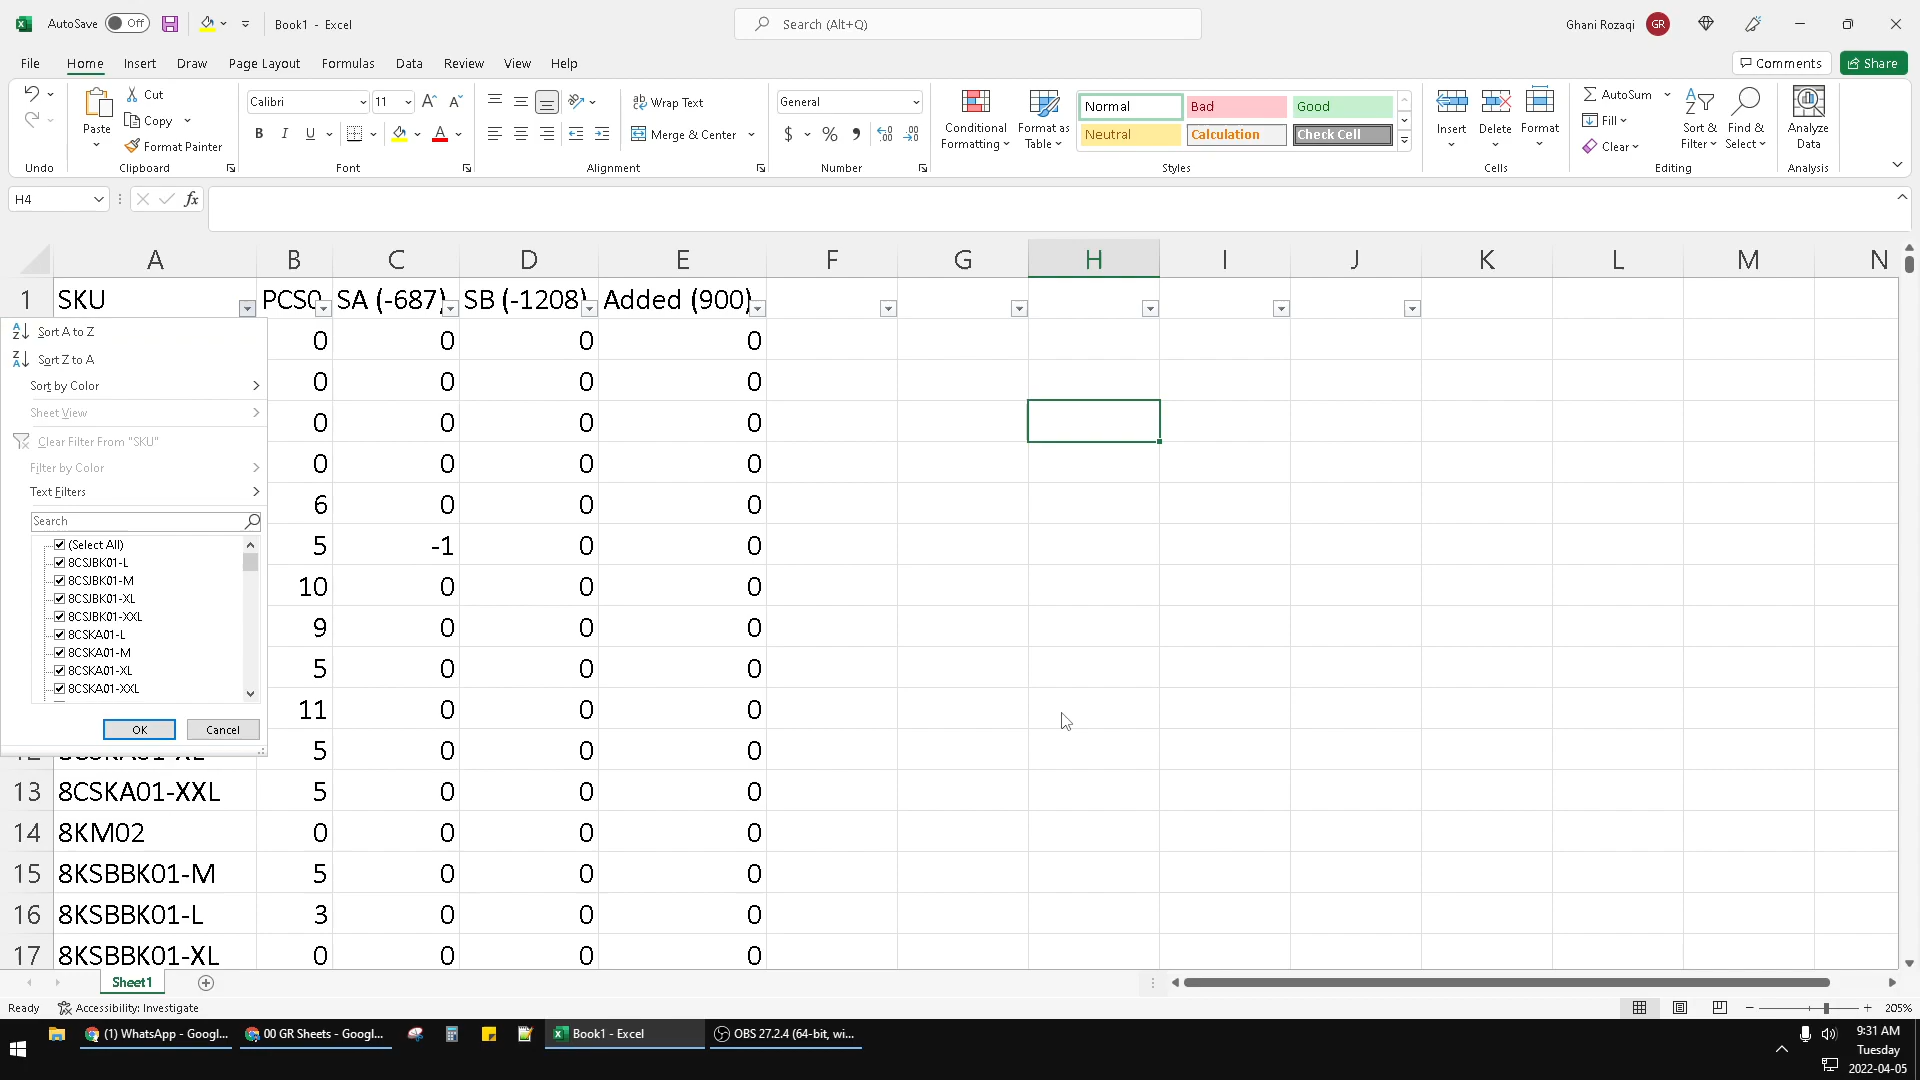 AutoSave Off Book1 - Excel Search (Alt+Q) Ghani Rozaqi GR
File Home Insert Draw Page Layout Formulas Data Review View Help Comments Share
Cut
Copy
Format Painter
Paste
Undo Clipboard
Calibri 11
B I U A
Font
Wrap Text
Merge & Center
Alignment
General
$ % 9
Number
Conditional Formatting
Format as Table
Normal Bad Good
Neutral Calculation Check Cell
Styles
Insert Delete Format
Cells
AutoSum
Fill
Clear
Sort & Filter
Find & Select
Editing
Analyze Data
Analysis
H4 fx
A B C D E F G H I J K L M N
1 SKU PCS0 SA (-687) SB (-1208) Added (900)
Sort A to Z
Sort Z to A
Sort by Color
Sheet View
Clear Filter From "SKU"
Filter by Color
Text Filters
Search
(Select All)
8CSJBK01-L
8CSJBK01-M
8CSJBK01-XL
8CSJBK01-XXL
8CSKA01-L
8CSKA01-M
8CSKA01-XL
8CSKA01-XXL
OK Cancel
0 0 0 0
0 0 0 0
0 0 0 0
0 0 0 0
6 0 0 0
5 -1 0 0
10 0 0 0
9 0 0 0
5 0 0 0
11 0 0 0
5 0 0 0
13 8CSKA01-XXL 5 0 0 0
14 8KM02 0 0 0 0
15 8KSBBK01-M 5 0 0 0
16 8KSBBK01-L 3 0 0 0
17 8KSBBK01-XL 0 0 0 0
Sheet1
Ready Accessibility: Investigate 205%
(1) WhatsApp - Googl... 00 GR Sheets - Googl... Book1 - Excel OBS 27.2.4 (64-bit, wi...
9:31 AM
Tuesday
2022-04-05